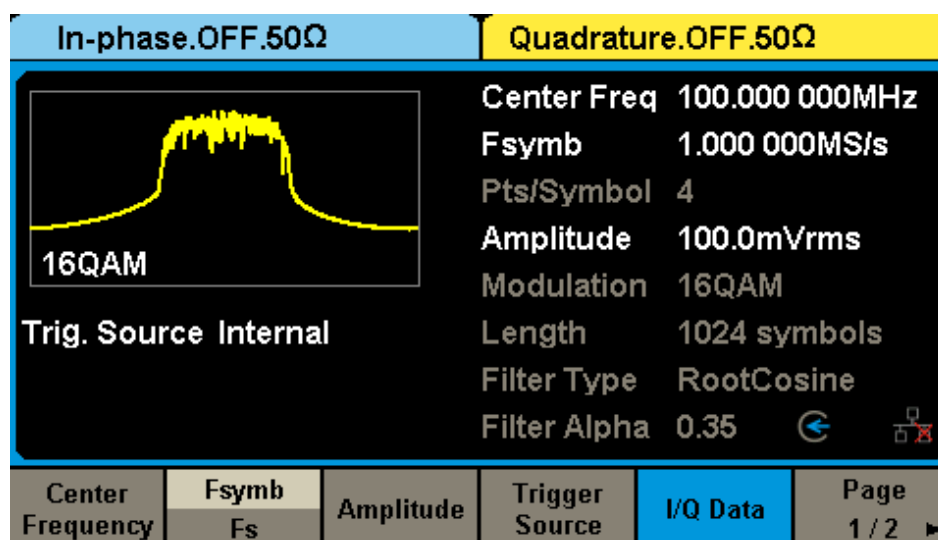 In-phase.OFF.50Ω
Quadrature.OFF.50Ω
16QAM
Trig. Source Internal
Center Freq 100.000 000MHz
Fsymb 1.000 000MS/s
Pts/Symbol 4
Amplitude 100.0mVrms
Modulation 16QAM
Length 1024 symbols
Filter Type RootCosine
Filter Alpha 0.35
Center
Frequency
Fsymb
Fs
Amplitude
Trigger
Source
I/Q Data
Page
1 / 2